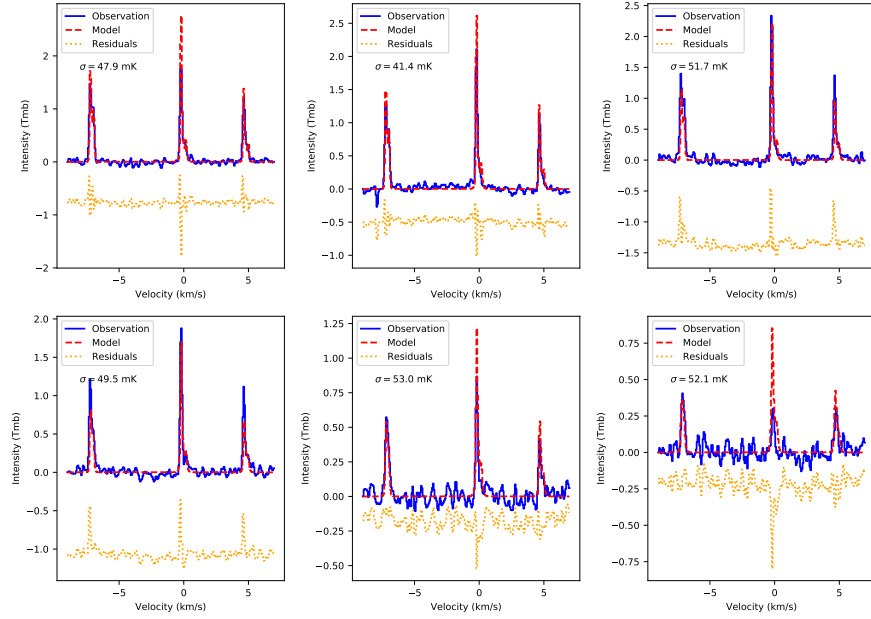 Observation
Model
Residuals
σ = 47.9 mK
Intensity (Tmb)
2
1
0
−1
−2
−5
0
5
Velocity (km/s)
Observation
Model
Residuals
σ = 41.4 mK
Intensity (Tmb)
2.5
2.0
1.5
1.0
0.5
0.0
−0.5
−1.0
−5
0
5
Velocity (km/s)
Observation
Model
Residuals
σ = 51.7 mK
Intensity (Tmb)
2.5
2.0
1.5
1.0
0.5
0.0
−0.5
−1.0
−1.5
−5
0
5
Velocity (km/s)
Observation
Model
Residuals
σ = 49.5 mK
Intensity (Tmb)
2.0
1.5
1.0
0.5
0.0
−0.5
−1.0
−5
0
5
Velocity (km/s)
Observation
Model
Residuals
σ = 53.0 mK
Intensity (Tmb)
1.25
1.00
0.75
0.50
0.25
0.00
−0.25
−0.50
−5
0
5
Velocity (km/s)
Observation
Model
Residuals
σ = 52.1 mK
Intensity (Tmb)
0.75
0.50
0.25
0.00
−0.25
−0.50
−0.75
−5
0
5
Velocity (km/s)